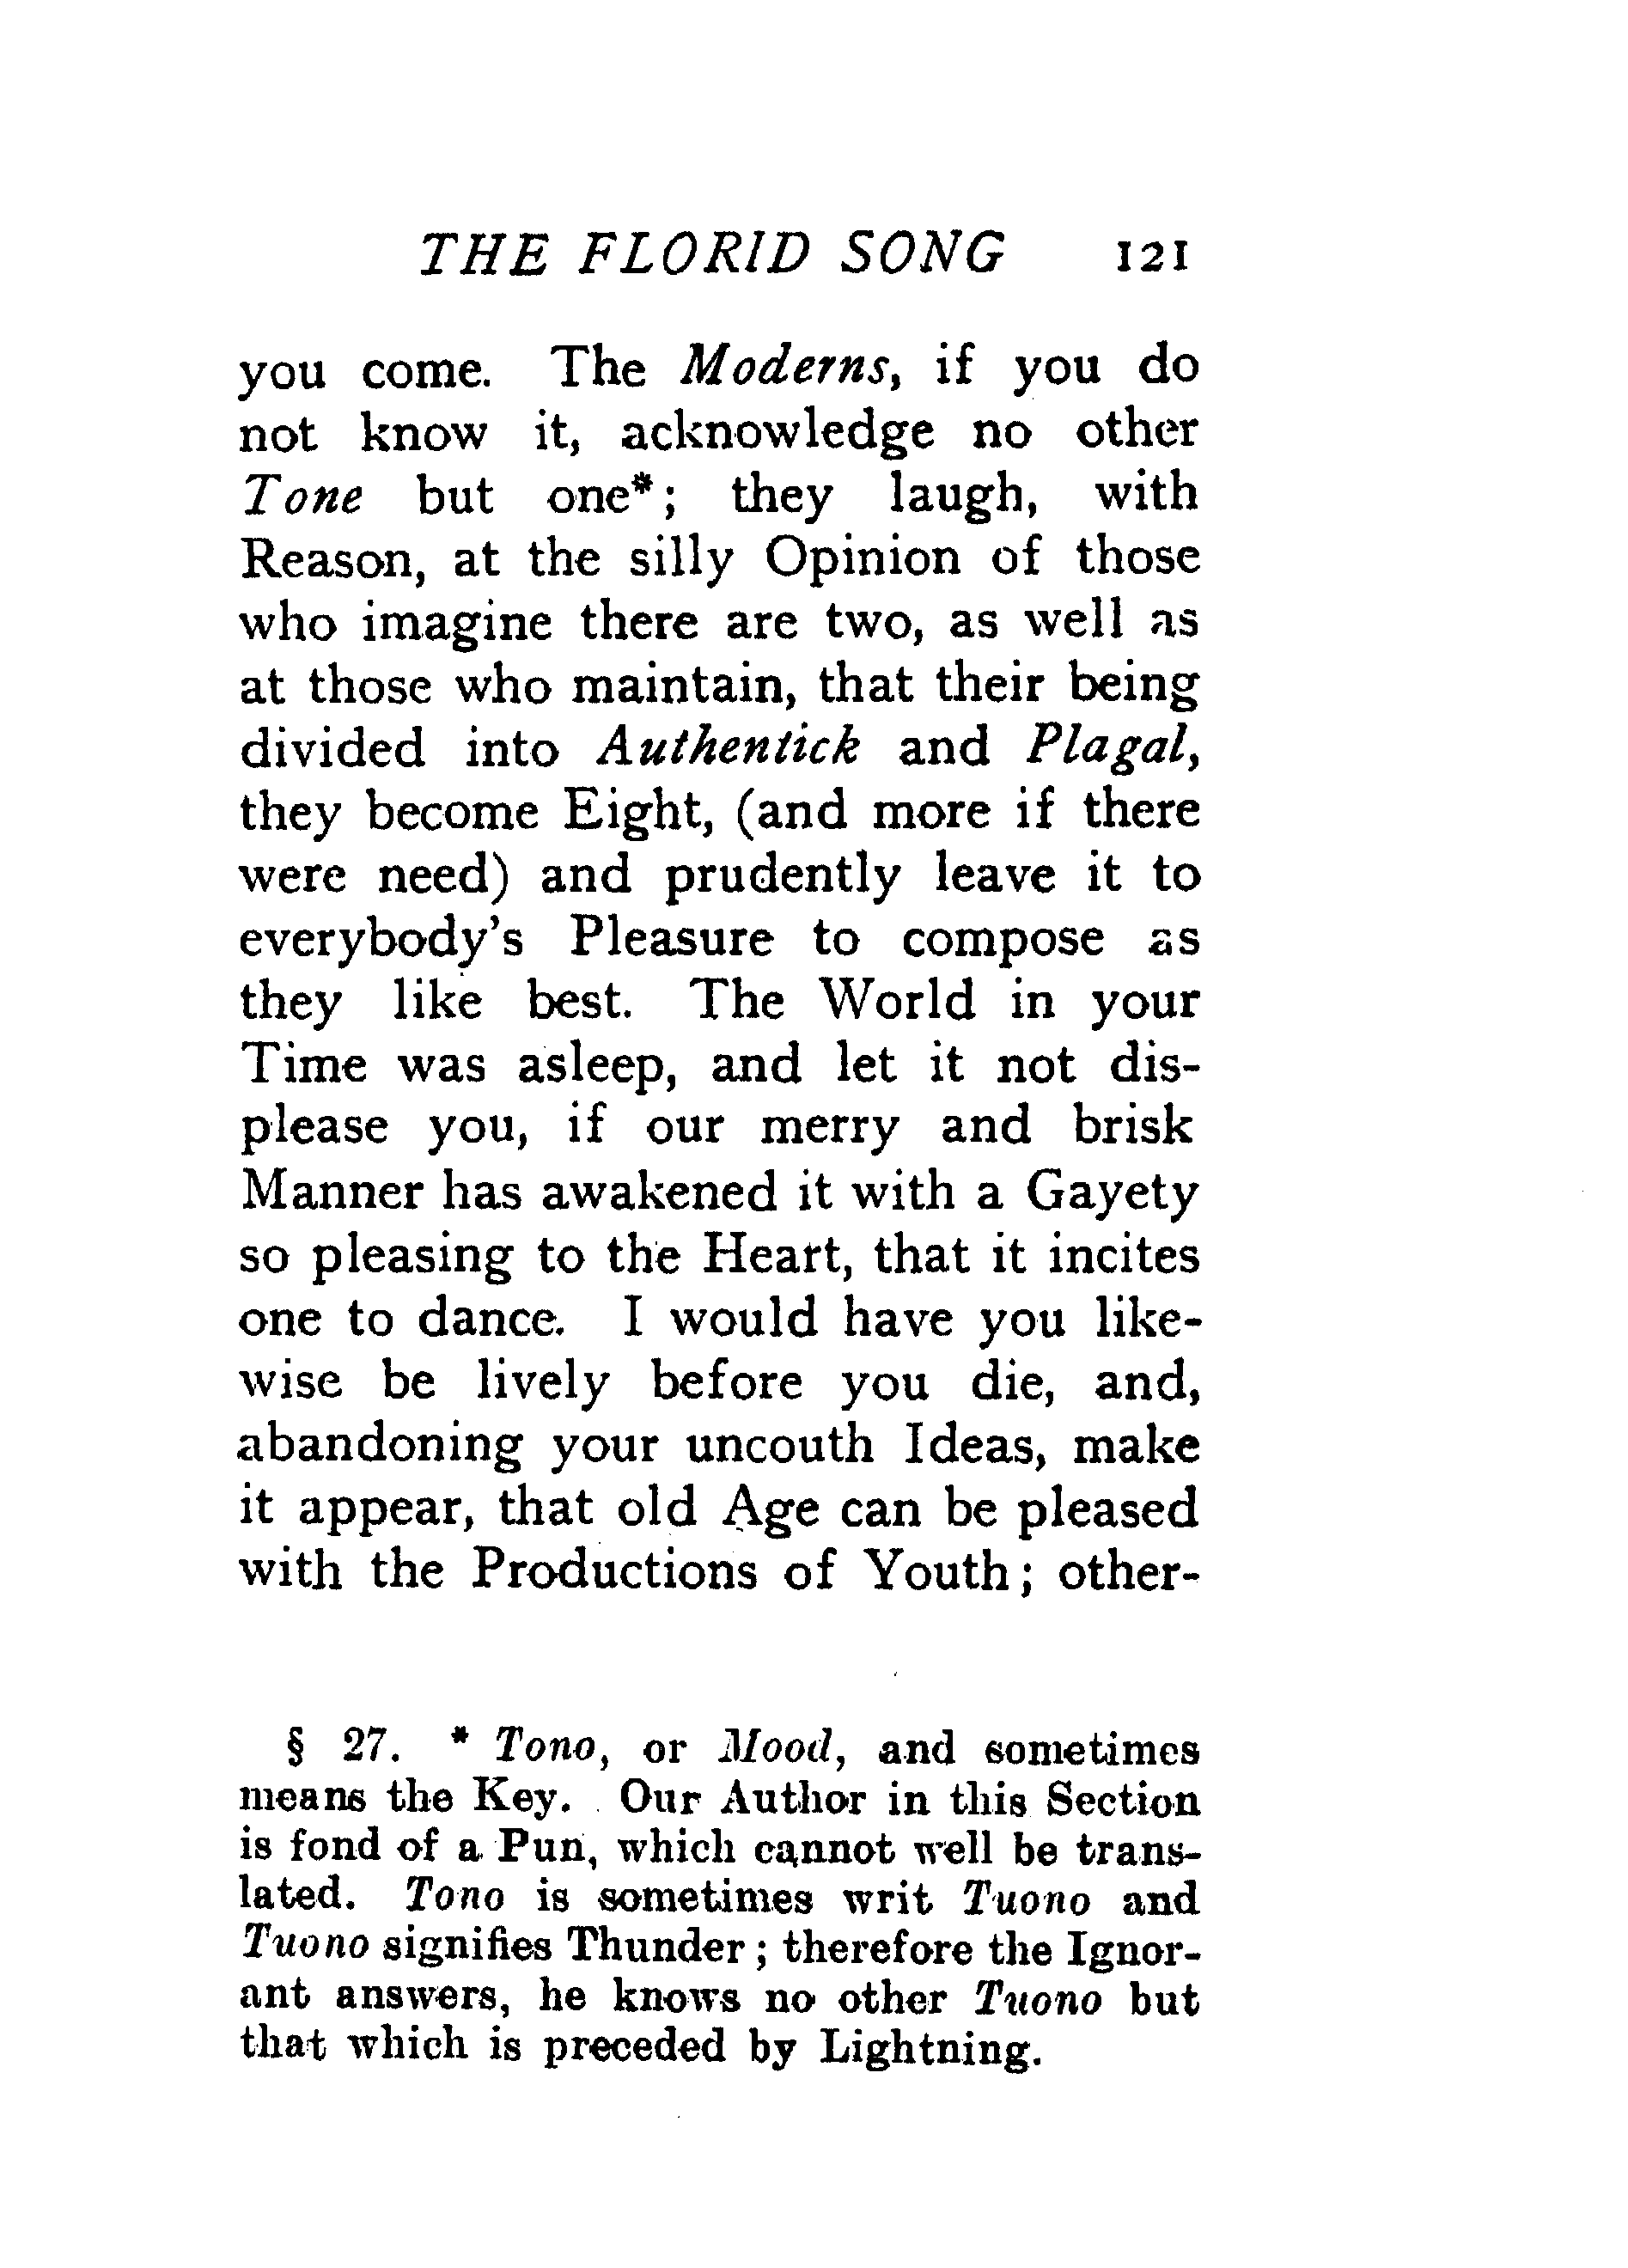 THE FLORID SONG 121
you come. The Moderns, if you do
not know it, acknowledge no other
Tone but one*; they laugh, with
Reason, at the silly Opinion of those
who imagine there are two, as well as
at those who maintain, that their being
divided into Authentick and Plagal,
they become Eight, (and more if there
were need) and prudently leave it to
everybody's Pleasure to compose as
they like best. The World in your
Time was asleep, and let it not dis-
please you, if our merry and brisk
Manner has awakened it with a Gayety
so pleasing to the Heart, that it incites
one to dance. I would have you like-
wise be lively before you die, and,
abandoning your uncouth Ideas, make
it appear, that old Age can be pleased
with the Productions of Youth; other-
§ 27. * Tono, or Mood, and sometimes
means the Key. Our Author in this Section
is fond of a Pun, which cannot well be trans-
lated. Tono is sometimes writ Tuono and
Tuono signifies Thunder; therefore the Ignor-
ant answers, he knows no other Tuono but
that which is preceded by Lightning.